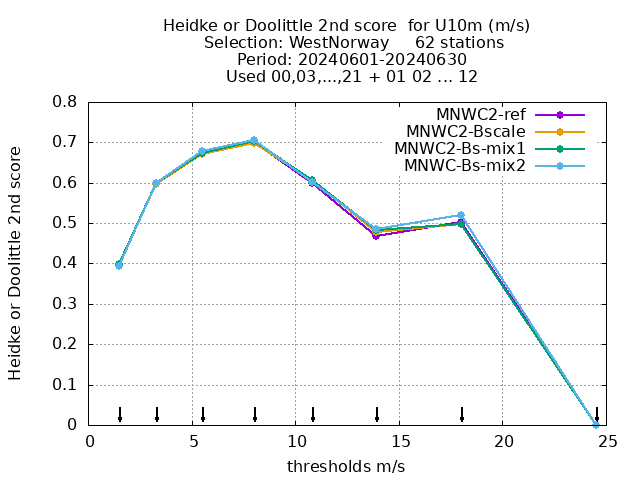 Heidke or Doolittle 2nd score  for U10m (m/s)
Selection: WestNorway     62 stations
Period: 20240601-20240630
Used 00,03,...,21 + 01 02 ... 12
MNWC2-ref
MNWC2-Bscale
MNWC2-Bs-mix1
MNWC-Bs-mix2
Heidke or Doolittle 2nd score
0.8
0.7
0.6
0.5
0.4
0.3
0.2
0.1
0
0 5 10 15 20 25
thresholds m/s